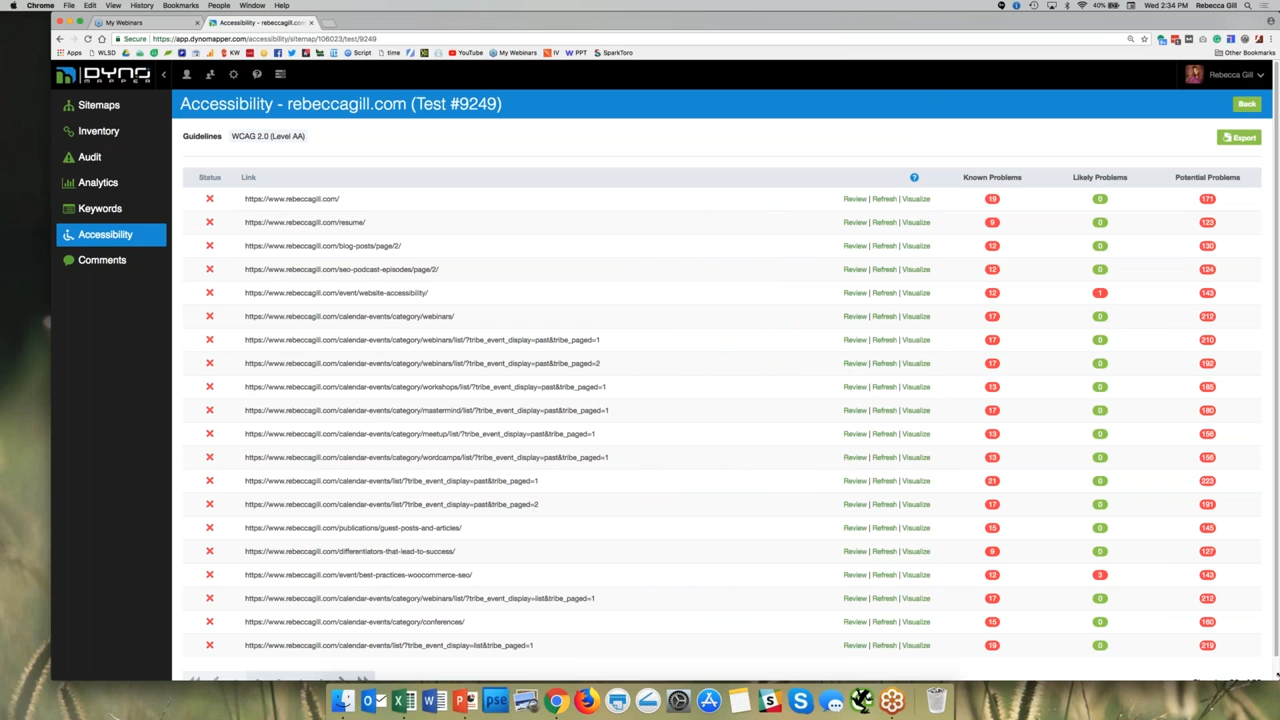 Chrome File Edit View History Bookmarks People Window Help 40% Wed 2:34 PM Rebecca Gill
My Webinars Accessibility - rebeccagill.com
Secure https://app.dynomapper.com/accessibility/sitemap/106023/test/9249
Apps WLSD KW Script time YouTube My Webinars IV PPT SparkToro Other Bookmarks
DYNO MAPPER Rebecca Gill
Sitemaps
Inventory
Audit
Analytics
Keywords
Accessibility
Comments
Accessibility - rebeccagill.com (Test #9249) Back
Guidelines WCAG 2.0 (Level AA) Export
Status Link ? Known Problems Likely Problems Potential Problems
https://www.rebeccagill.com/ Review | Refresh | Visualize 19 0 171
https://www.rebeccagill.com/resume/ Review | Refresh | Visualize 9 0 123
https://www.rebeccagill.com/blog-posts/page/2/ Review | Refresh | Visualize 12 0 130
https://www.rebeccagill.com/seo-podcast-episodes/page/2/ Review | Refresh | Visualize 12 0 124
https://www.rebeccagill.com/event/website-accessibility/ Review | Refresh | Visualize 12 1 143
https://www.rebeccagill.com/calendar-events/category/webinars/ Review | Refresh | Visualize 17 0 212
https://www.rebeccagill.com/calendar-events/category/webinars/list/?tribe_event_display=past&tribe_paged=1 Review | Refresh | Visualize 17 0 210
https://www.rebeccagill.com/calendar-events/category/webinars/list/?tribe_event_display=past&tribe_paged=2 Review | Refresh | Visualize 17 0 192
https://www.rebeccagill.com/calendar-events/category/workshops/list/?tribe_event_display=past&tribe_paged=1 Review | Refresh | Visualize 13 0 185
https://www.rebeccagill.com/calendar-events/category/mastermind/list/?tribe_event_display=past&tribe_paged=1 Review | Refresh | Visualize 17 0 180
https://www.rebeccagill.com/calendar-events/category/meetup/list/?tribe_event_display=past&tribe_paged=1 Review | Refresh | Visualize 13 0 156
https://www.rebeccagill.com/calendar-events/category/wordcamps/list/?tribe_event_display=past&tribe_paged=1 Review | Refresh | Visualize 13 0 156
https://www.rebeccagill.com/calendar-events/list/?tribe_event_display=past&tribe_paged=1 Review | Refresh | Visualize 21 0 223
https://www.rebeccagill.com/calendar-events/list/?tribe_event_display=past&tribe_paged=2 Review | Refresh | Visualize 17 0 191
https://www.rebeccagill.com/publications/guest-posts-and-articles/ Review | Refresh | Visualize 15 0 145
https://www.rebeccagill.com/differentiators-that-lead-to-success/ Review | Refresh | Visualize 9 0 127
https://www.rebeccagill.com/event/best-practices-woocommerce-seo/ Review | Refresh | Visualize 12 3 143
https://www.rebeccagill.com/calendar-events/category/webinars/list/?tribe_event_display=list&tribe_paged=1 Review | Refresh | Visualize 17 0 212
https://www.rebeccagill.com/calendar-events/category/conferences/ Review | Refresh | Visualize 15 0 160
https://www.rebeccagill.com/calendar-events/list/?tribe_event_display=list&tribe_paged=1 Review | Refresh | Visualize 19 0 219
pse